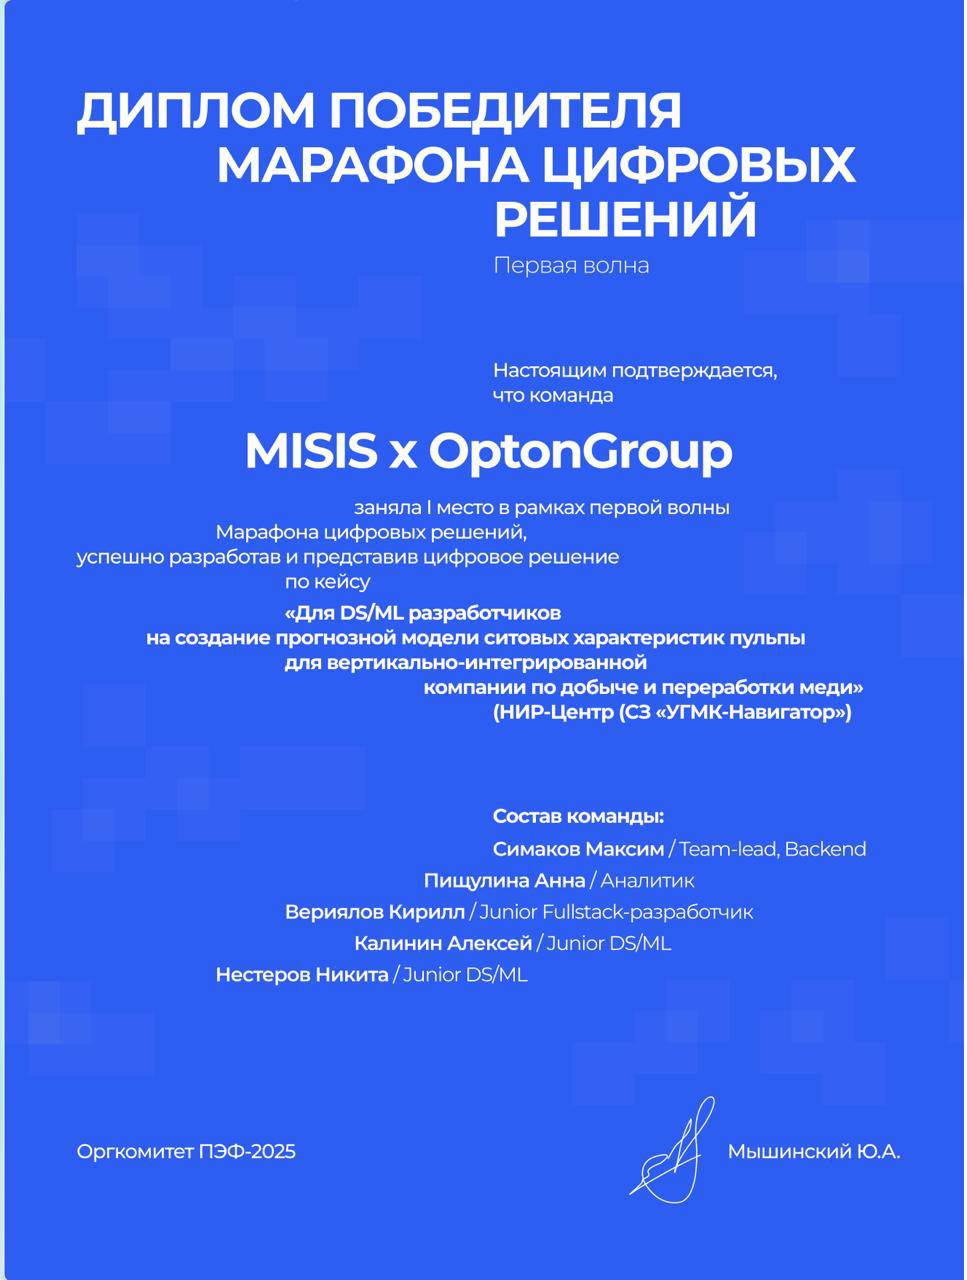 ДИПЛОМ ПОБЕДИТЕЛЯ
МАРАФОНА ЦИФРОВЫХ
РЕШЕНИЙ
Первая волна
Настоящим подтверждается,
что команда
MISIS x OptonGroup
заняла I место в рамках первой волны
Марафона цифровых решений,
успешно разработав и представив цифровое решение
по кейсу
«Для DS/ML разработчиков
на создание прогнозной модели ситовых характеристик пульпы
для вертикально-интегрированной
компании по добыче и переработки меди»
(НИР-Центр (СЗ «УГМК-Навигатор»)
Состав команды:
Симаков Максим / Team-lead, Backend
Пищулина Анна / Аналитик
Вериялов Кирилл / Junior Fullstack-разработчик
Калинин Алексей / Junior DS/ML
Нестеров Никита / Junior DS/ML
Оргкомитет ПЭФ-2025
Мышинский Ю.А.